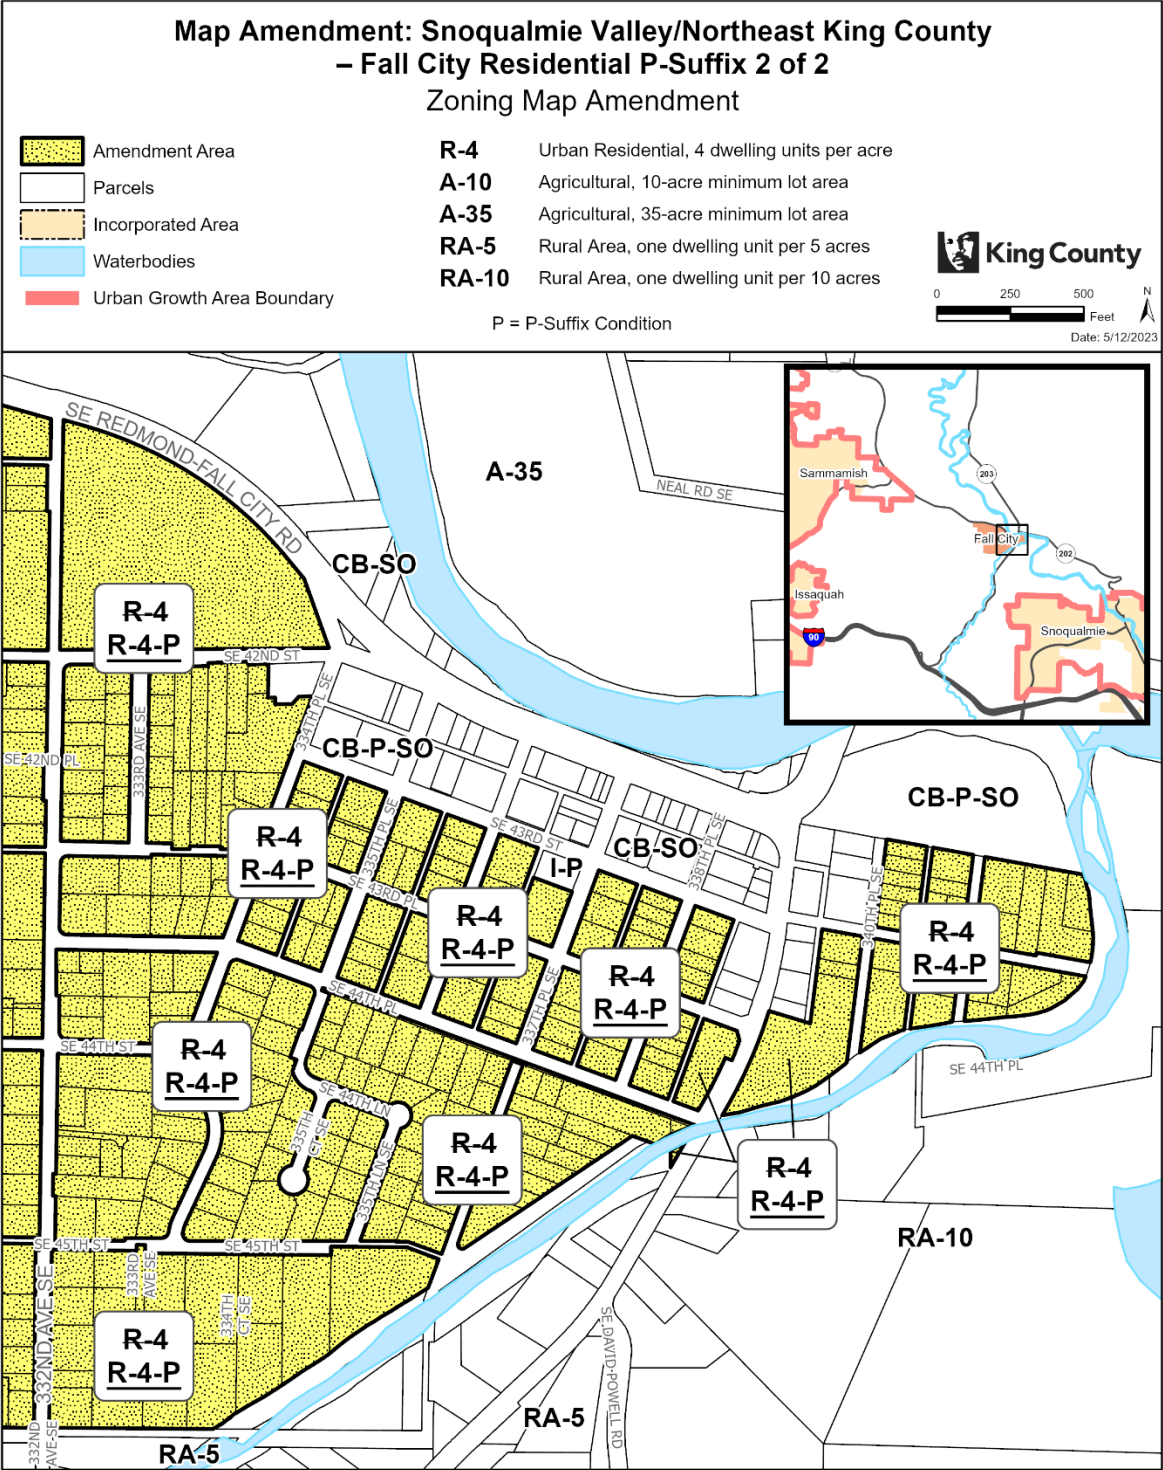 Map Amendment: Snoqualmie Valley/Northeast King County
– Fall City Residential P-Suffix 2 of 2
Zoning Map Amendment
Amendment Area
Parcels
Incorporated Area
Waterbodies
Urban Growth Area Boundary
R-4 Urban Residential, 4 dwelling units per acre
A-10 Agricultural, 10-acre minimum lot area
A-35 Agricultural, 35-acre minimum lot area
RA-5 Rural Area, one dwelling unit per 5 acres
RA-10 Rural Area, one dwelling unit per 10 acres
P = P-Suffix Condition
King County
0 250 500
Feet
N
Date: 5/12/2023
SE REDMOND-FALL CITY RD
A-35
NEAL RD SE
CB-SO
Sammamish
203
Fall City
202
Issaquah
90
Snoqualmie
R-4
R-4-P
SE 42ND ST
334TH PL SE
333RD AVE SE
SE 42ND PL
CB-P-SO
CB-P-SO
R-4
R-4-P
335TH PL SE
SE 43RD ST
CB-SO
338TH PL SE
I-P
SE 43RD PL
340TH PL SE
R-4
R-4-P
R-4
R-4-P
R-4
R-4-P
337TH PL SE
SE 44TH PL
SE 44TH ST
R-4
R-4-P
SE 44TH PL
SE 44TH LN
335TH
CT SE
335TH LN SE
R-4
R-4-P
R-4
R-4-P
SE 45TH ST
SE 45TH ST
RA-10
333RD
AVE SE
334TH
CT SE
332ND AVE SE
R-4
R-4-P
SE DAVID POWELL RD
RA-5
332ND
AVE SE
RA-5